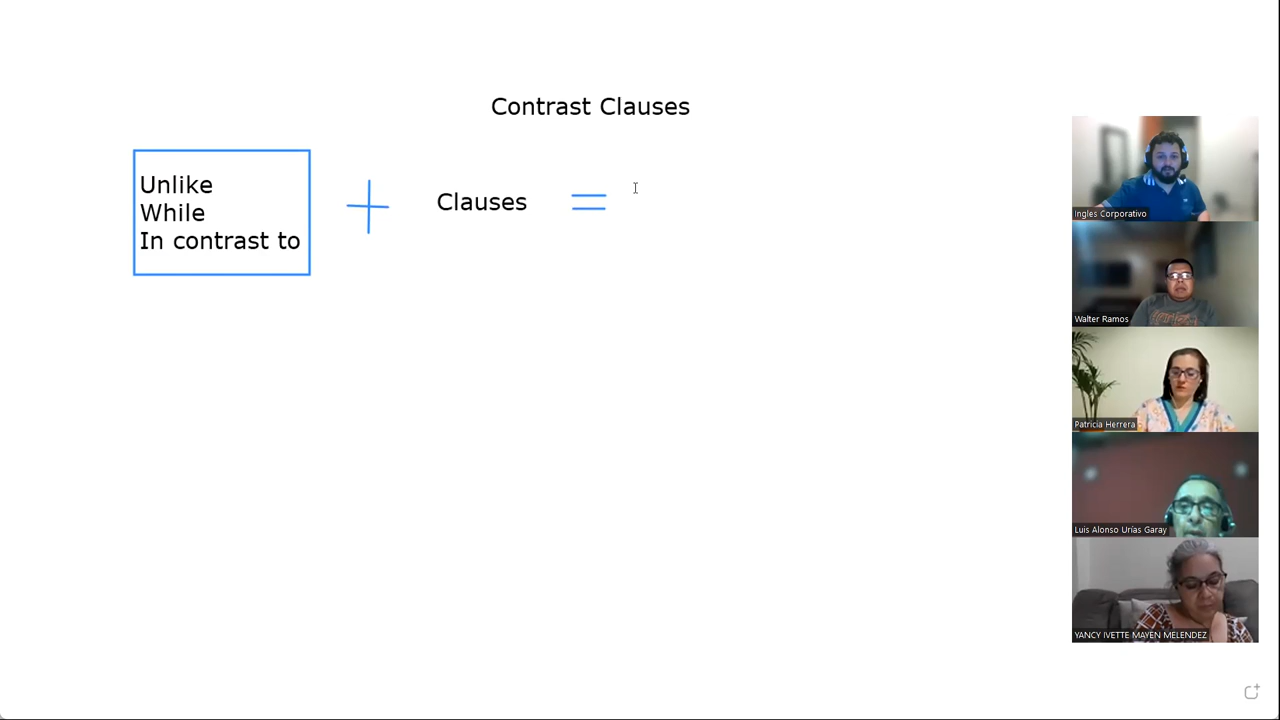 Contrast Clauses
Unlike
While
In contrast to
Clauses
Ingles Corporativo
Walter Ramos
Patricia Herrera
Luis Alonso Urías Garay
YANCY IVETTE MAYEN MELENDEZ